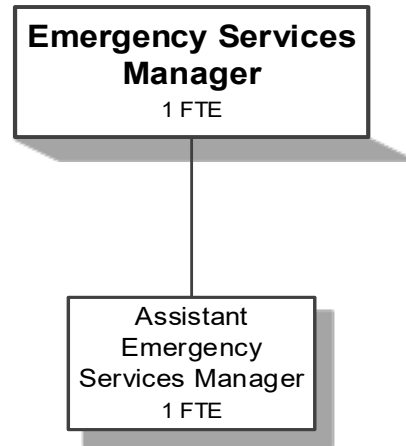 Emergency Services
Manager
1 FTE
Assistant
Emergency
Services Manager
1 FTE